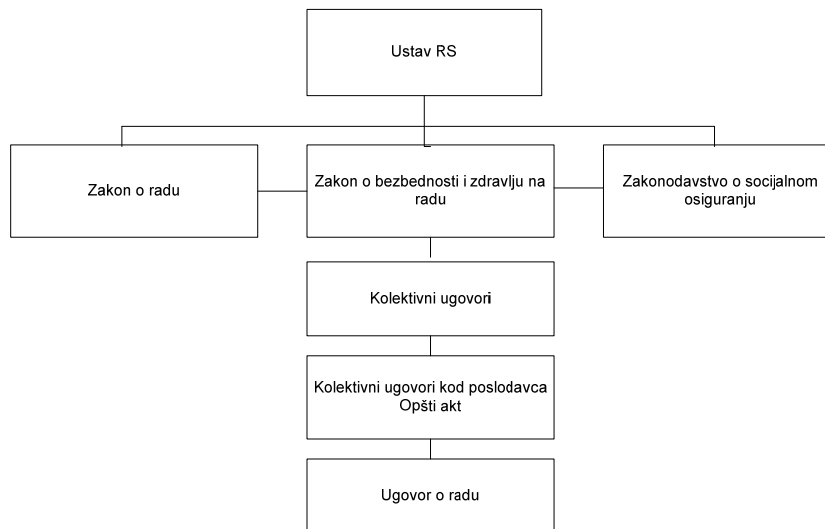 Ustav RS
Zakon o radu
Zakon o bezbednosti i zdravlju na
radu
Zakonodavstvo o socijalnom
osiguranju
Kolektivni ugovori
Kolektivni ugovori kod poslodavca
Opšti akt
Ugovor o radu